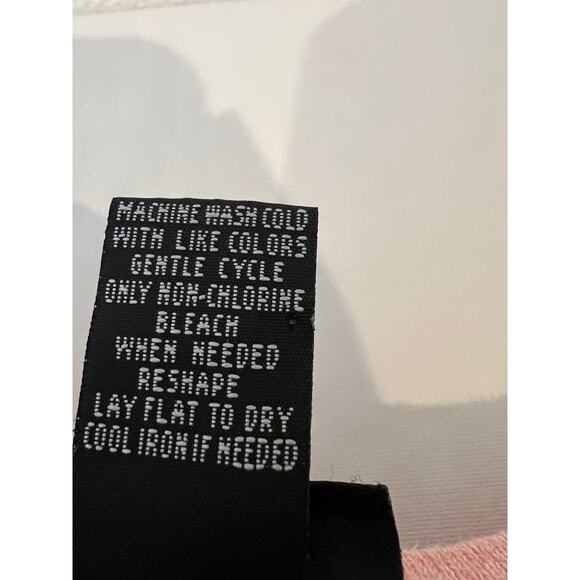 MACHINE WASH COLD
WITH LIKE COLORS
GENTLE CYCLE
ONLY NON-CHLORINE
BLEACH
WHEN NEEDED
RESHAPE
LAY FLAT TO DRY
COOL IRON IF NEEDED